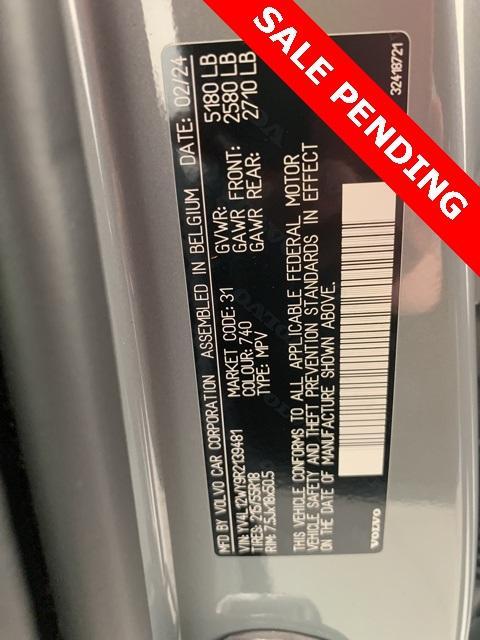 SALE PENDING
MFD BY VOLVO CAR CORPORATION ASSEMBLED IN BELGIUM DATE: 02/24
VIN: YV4L12WY9R2139481 MARKET CODE: 31 GVWR: 5180 LB
TIRES: 215/55R18 COLOUR: 740 GAWR FRONT: 2580 LB
RIM: 7.5Jx18x50.5 TYPE: MPV GAWR REAR: 2710 LB
THIS VEHICLE CONFORMS TO ALL APPLICABLE FEDERAL MOTOR
VEHICLE SAFETY AND THEFT PREVENTION STANDARDS IN EFFECT
ON THE DATE OF MANUFACTURE SHOWN ABOVE.
VOLVO
32418721